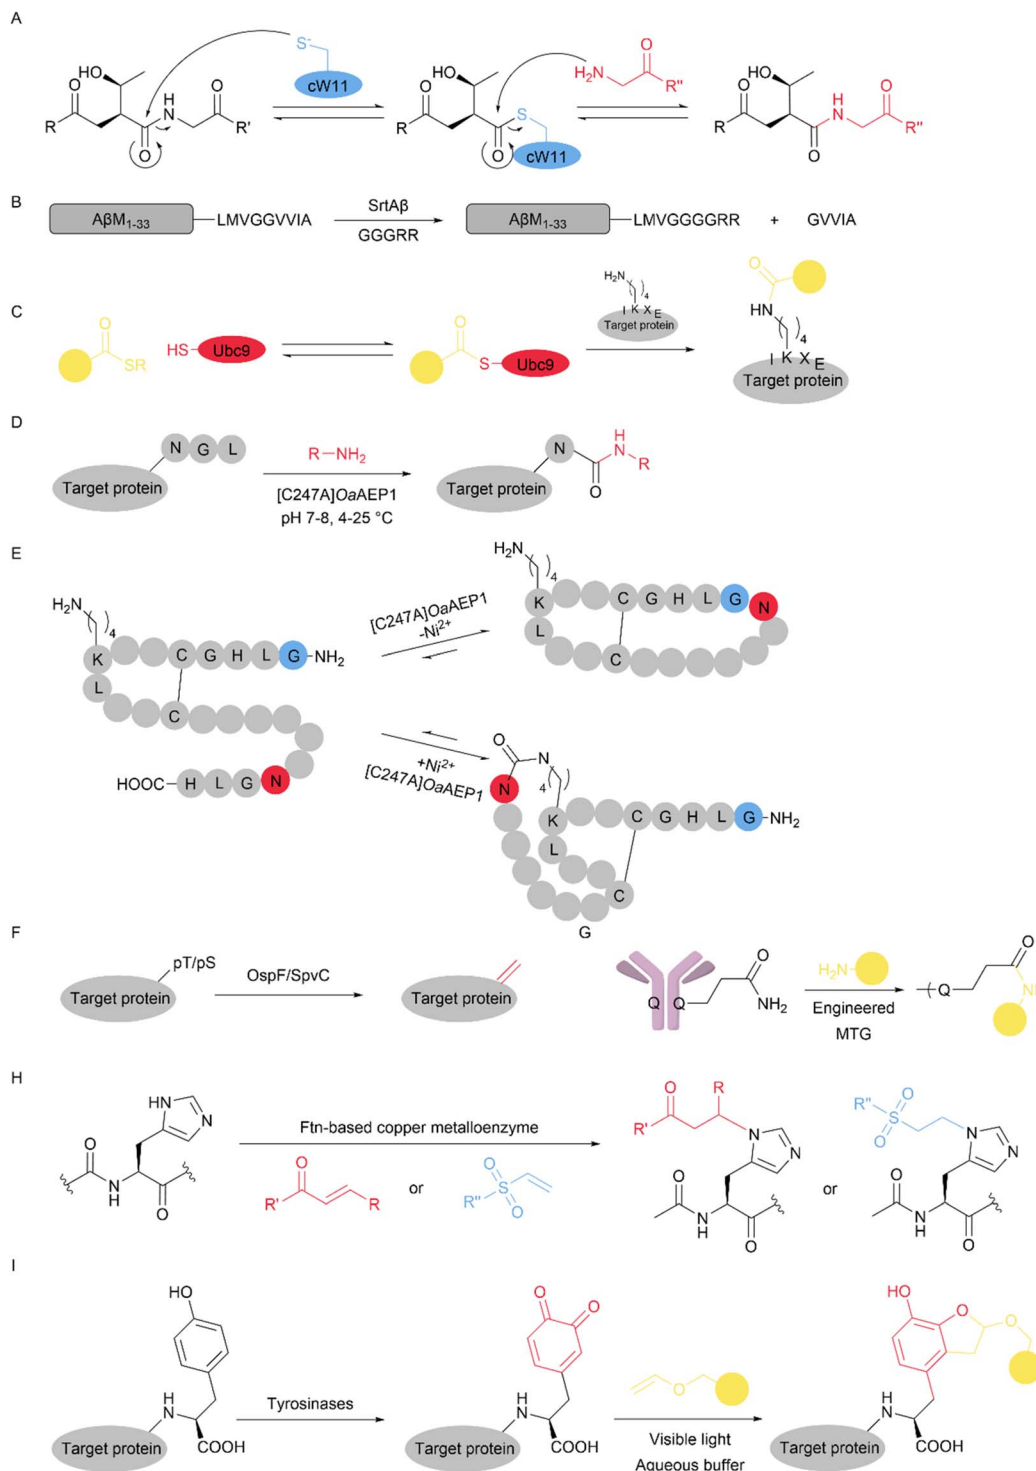 A
S-
cW11
HO
O
H
N
O
R
R'
O
HO
O
S
R
O
cW11
H2N
O
R''
HO
O
H
N
O
R
R''
O
B
AβM1-33
LMVGGVVIA
SrtAβ
GGGRR
AβM1-33
LMVGGGGRR
+
GVVIA
C
O
SR
HS
Ubc9
O
S
Ubc9
H2N
4
I K X E
Target protein
O
HN
4
I K X E
Target protein
D
N G L
Target protein
R-NH2
[C247A]OaAEP1
pH 7-8, 4-25 °C
N
H
N
R
O
Target protein
E
H2N
4
K C G H L G NH2
L C
HOOC H L G N
[C247A]OaAEP1
-Ni2+
+Ni2+
[C247A]OaAEP1
H2N
4
K C G H L G N
L C
O
N
N
4
K C G H L G NH2
L
C
G
F
pT/pS
Target protein
OspF/SpvC
Target protein
G
Q Q
O
NH2
H2N
Engineered
MTG
Q
O
N
H
HN
N
O
N
H
O
Ftn-based copper metalloenzyme
O
R'
R
or
O
R''
S
O
O
R
R'
N
N
O
N
H
O
or
R''
O
S
O
N
N
O
N
H
O
I
HO
H
N
COOH
Target protein
Tyrosinases
O
O
H
N
COOH
Target protein
O
Visible light
Aqueous buffer
HO
O
O
H
N
COOH
Target protein